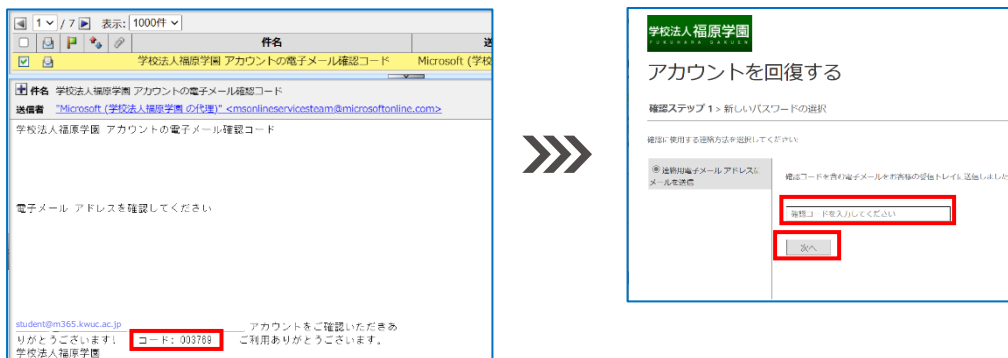 1 / 7 表示: 1000件
件名 送
学校法人福原学園 アカウントの電子メール確認コード Microsoft (学校
件名 学校法人福原学園 アカウントの電子メール確認コード
送信者 "Microsoft (学校法人福原学園 の代理)" <msonlineservicesteam@microsoftonline.com>
学校法人福原学園 アカウントの電子メール確認コード
電子メール アドレスを確認してください
student@m365.kwuc.ac.jp アカウントをご確認いただきあ
りがとうございます! コード: 003769 ご利用ありがとうございます。
学校法人福原学園
学校法人福原学園
FUKUHARA GAKUEN
アカウントを回復する
確認ステップ 1 > 新しいパスワードの選択
確認に使用する連絡方法を選択してください:
連絡用電子メール アドレスに
メールを送信
確認コードを含む電子メールをお客様の受信トレイに送信しました
確認コードを入力してください
次へ